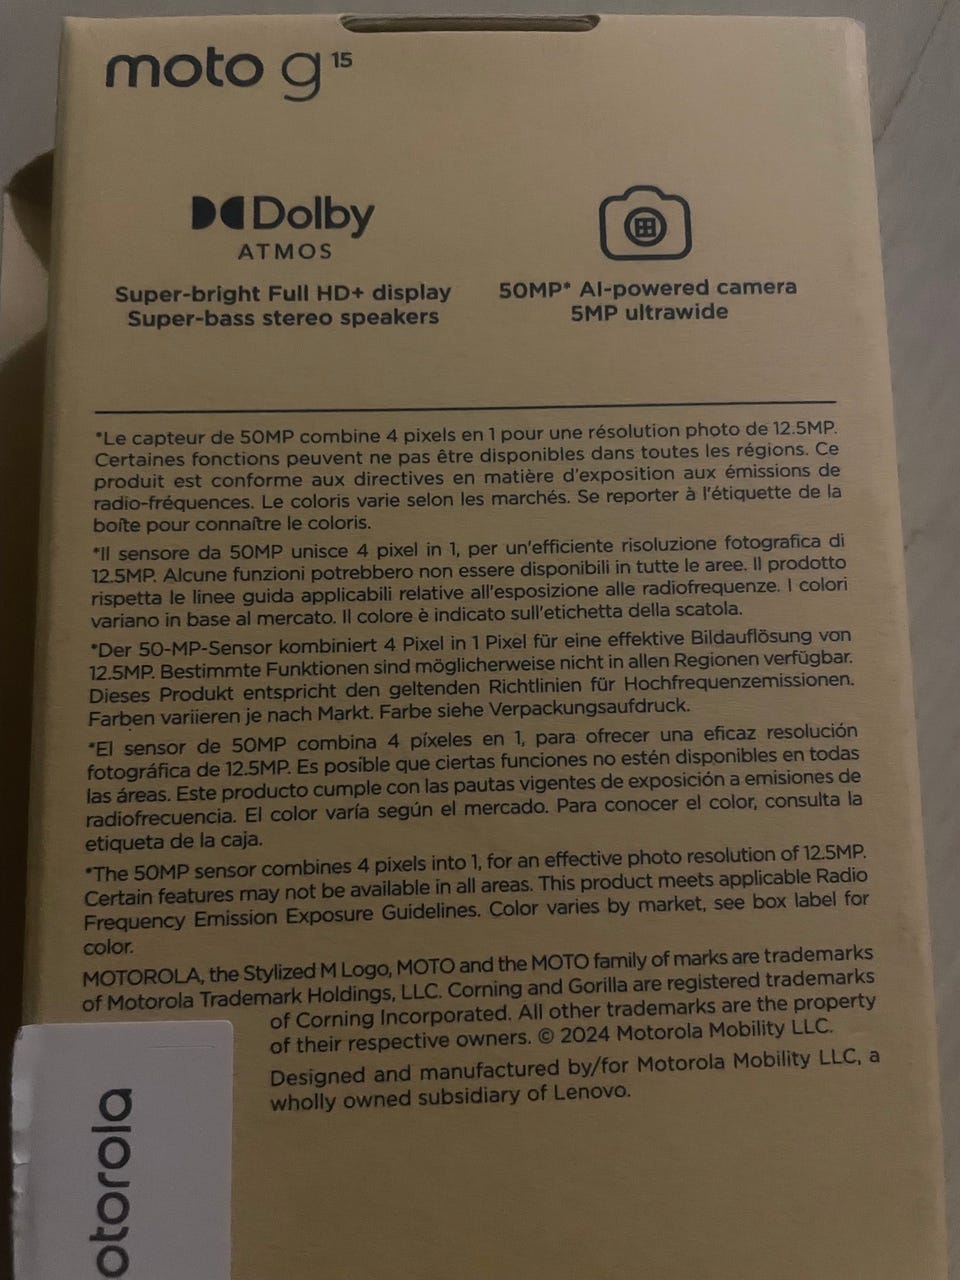 moto g15
Dolby
ATMOS
Super-bright Full HD+ display
Super-bass stereo speakers
50MP* AI-powered camera
5MP ultrawide
*Le capteur de 50MP combine 4 pixels en 1 pour une résolution photo de 12.5MP.
Certaines fonctions peuvent ne pas être disponibles dans toutes les régions. Ce
produit est conforme aux directives en matière d'exposition aux émissions de
radio-fréquences. Le coloris varie selon les marchés. Se reporter à l'étiquette de la
boîte pour connaître le coloris.
*Il sensore da 50MP unisce 4 pixel in 1, per un'efficiente risoluzione fotografica di
12.5MP. Alcune funzioni potrebbero non essere disponibili in tutte le aree. Il prodotto
rispetta le linee guida applicabili relative all'esposizione alle radiofrequenze. I colori
variano in base al mercato. Il colore è indicato sull'etichetta della scatola.
*Der 50-MP-Sensor kombiniert 4 Pixel in 1 Pixel für eine effektive Bildauflösung von
12.5MP. Bestimmte Funktionen sind möglicherweise nicht in allen Regionen verfügbar.
Dieses Produkt entspricht den geltenden Richtlinien für Hochfrequenzemissionen.
Farben variieren je nach Markt. Farbe siehe Verpackungsaufdruck.
*El sensor de 50MP combina 4 píxeles en 1, para ofrecer una eficaz resolución
fotográfica de 12.5MP. Es posible que ciertas funciones no estén disponibles en todas
las áreas. Este producto cumple con las pautas vigentes de exposición a emisiones de
radiofrecuencia. El color varía según el mercado. Para conocer el color, consulta la
etiqueta de la caja.
*The 50MP sensor combines 4 pixels into 1, for an effective photo resolution of 12.5MP.
Certain features may not be available in all areas. This product meets applicable Radio
Frequency Emission Exposure Guidelines. Color varies by market, see box label for
color.
MOTOROLA, the Stylized M Logo, MOTO and the MOTO family of marks are trademarks
of Motorola Trademark Holdings, LLC. Corning and Gorilla are registered trademarks
of Corning Incorporated. All other trademarks are the property
of their respective owners. © 2024 Motorola Mobility LLC.
Designed and manufactured by/for Motorola Mobility LLC, a
wholly owned subsidiary of Lenovo.
otorola